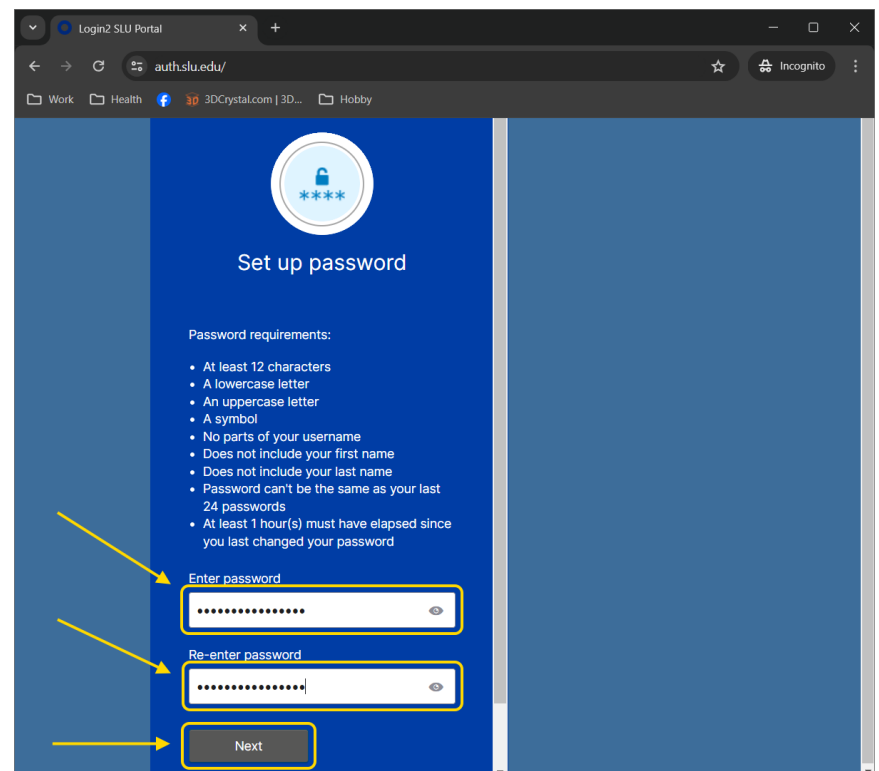 Login2 SLU Portal
auth.slu.edu/
Incognito
Work Health 3D 3DCrystal.com | 3D... Hobby
****
Set up password
Password requirements:
• At least 12 characters
• A lowercase letter
• An uppercase letter
• A symbol
• No parts of your username
• Does not include your first name
• Does not include your last name
• Password can't be the same as your last
24 passwords
• At least 1 hour(s) must have elapsed since
you last changed your password
Enter password
••••••••••••••••
Re-enter password
••••••••••••••••
Next